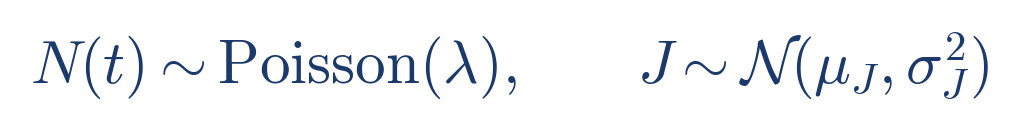 N(t) ∼ Poisson(λ), J ∼ 𝒩(μ_J, σ_J^2)